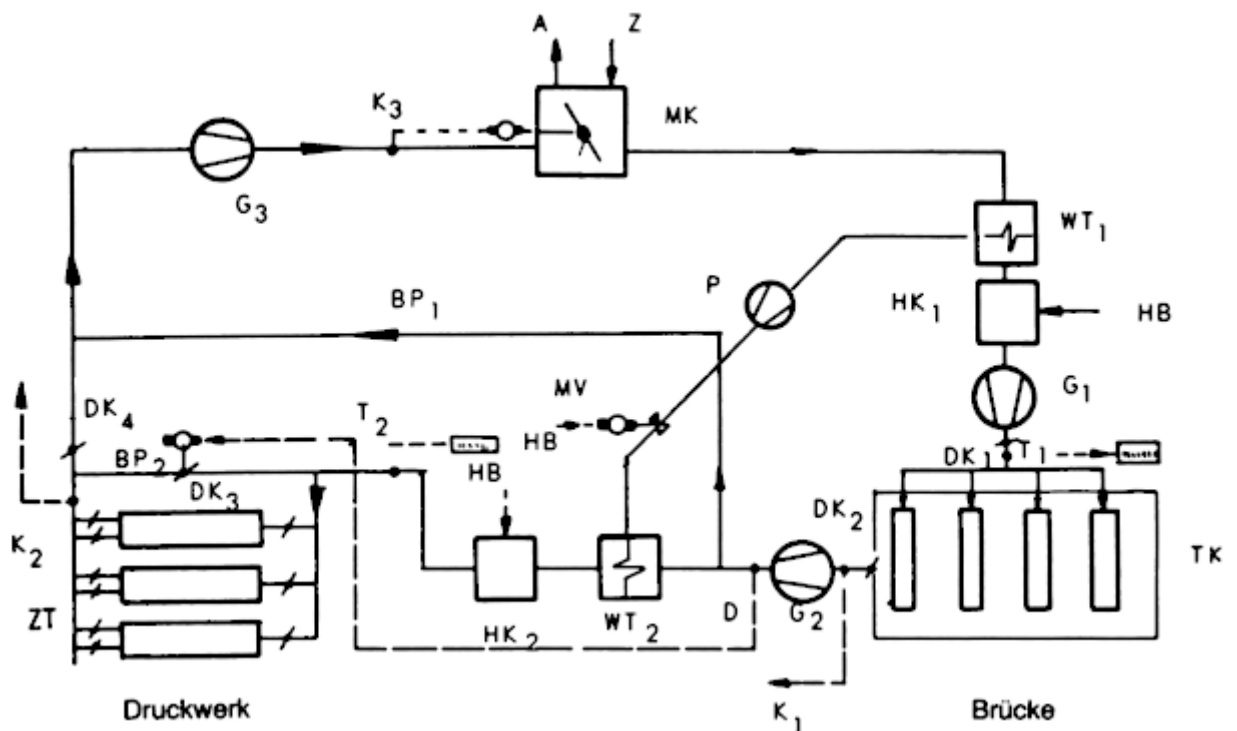 A Z
K3 MK
G3
WT1
P
BP1 HK1 HB
G1
MV
DK4 T2
HB
BP2 HB DK1 T1
DK3 DK2
K2 TK
ZT D G2
HK2 WT2
K1
Druckwerk Brücke